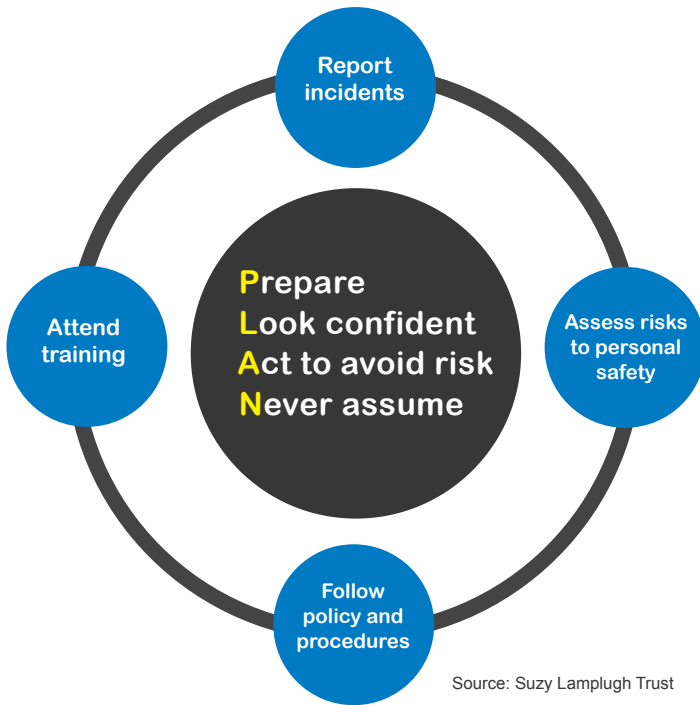 Report
incidents
Prepare
Look confident
Act to avoid risk
Never assume
Attend
training
Assess risks
to personal
safety
Follow
policy and
procedures
Source: Suzy Lamplugh Trust